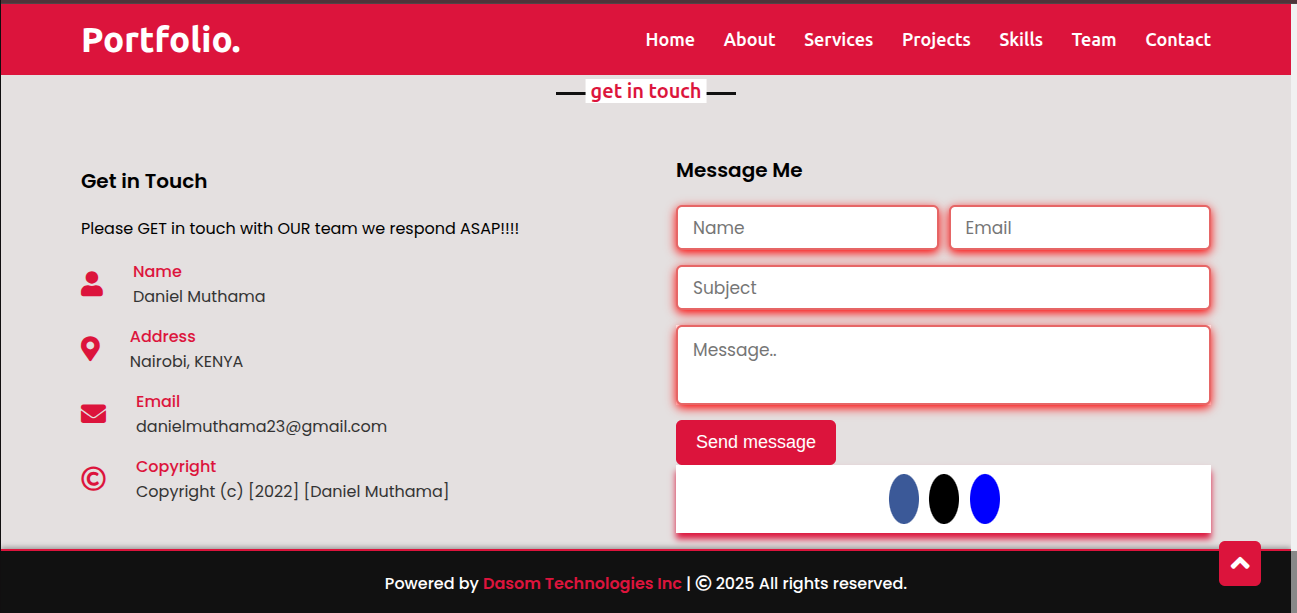 Portfolio.
Home About Services Projects Skills Team Contact
get in touch
Get in Touch
Please GET in touch with OUR team we respond ASAP!!!!
Name
Daniel Muthama
Address
Nairobi, KENYA
Email
danielmuthama23@gmail.com
Copyright
Copyright (c) [2022] [Daniel Muthama]
Message Me
Name Email
Subject
Message..
Send message
Powered by Dasom Technologies Inc | © 2025 All rights reserved.